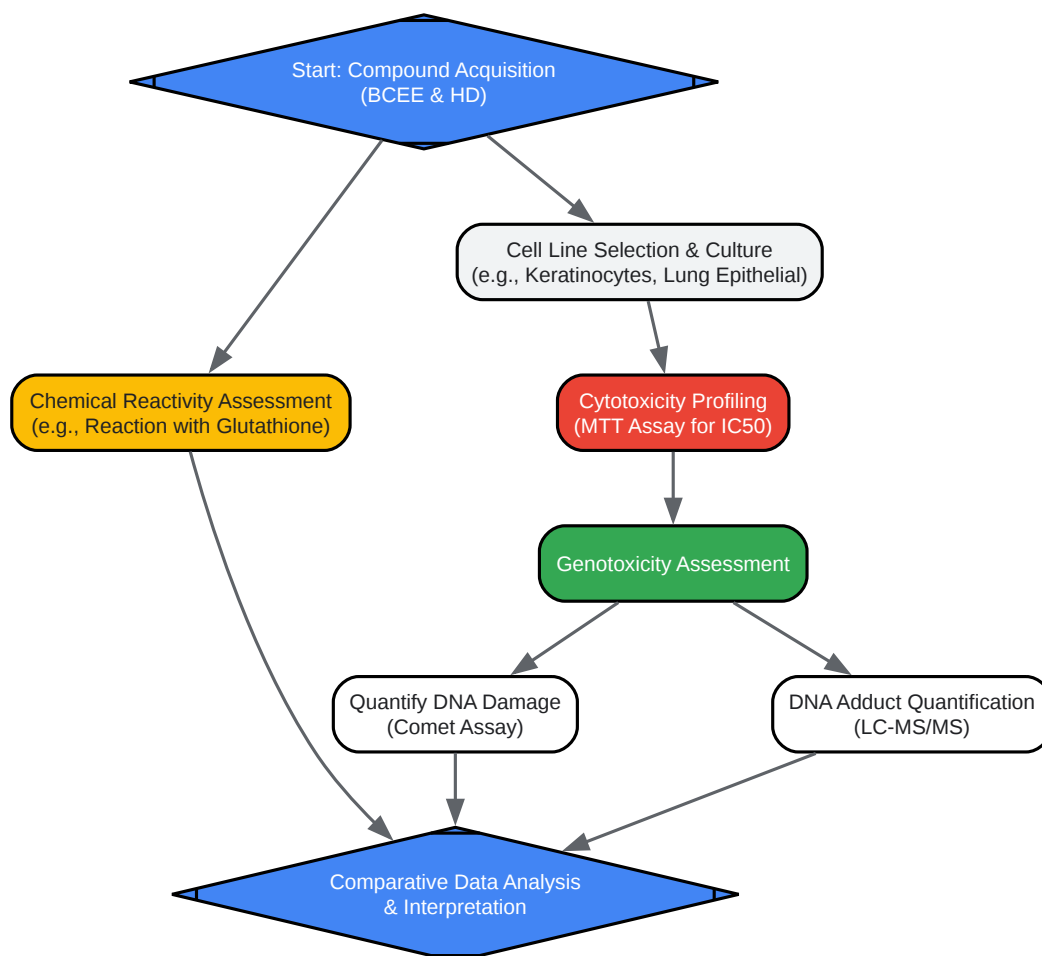 Start: Compound Acquisition
(BCEE & HD)
Cell Line Selection & Culture
(e.g., Keratinocytes, Lung Epithelial)
Chemical Reactivity Assessment
(e.g., Reaction with Glutathione)
Cytotoxicity Profiling
(MTT Assay for IC50)
Genotoxicity Assessment
Quantify DNA Damage
(Comet Assay)
DNA Adduct Quantification
(LC-MS/MS)
Comparative Data Analysis
& Interpretation